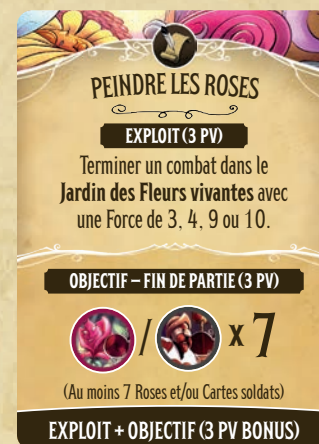 PEINDRE LES ROSES
EXPLOIT (3 PV)
Terminer un combat dans le
Jardin des Fleurs vivantes avec
une Force de 3, 4, 9 ou 10.
OBJECTIF – FIN DE PARTIE (3 PV)
/ x 7
(Au moins 7 Roses et/ou Cartes soldats)
EXPLOIT + OBJECTIF (3 PV BONUS)